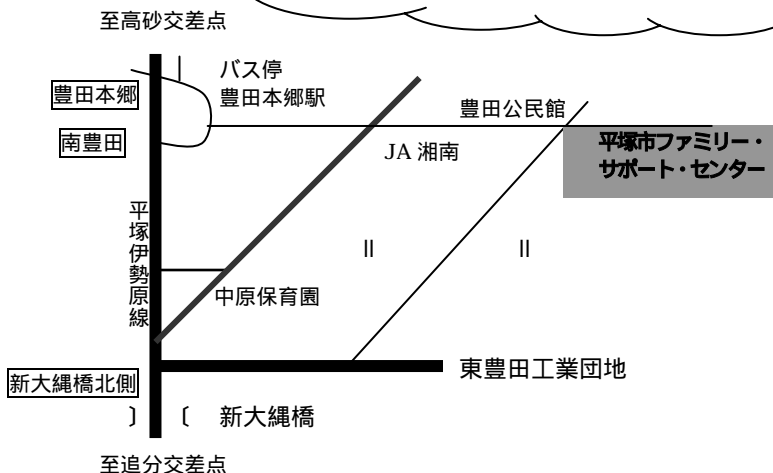 至高砂交差点
バス停
豊田本郷駅
豊田本郷
豊田公民館
南豊田
JA 湘南
平塚市ファミリー・
サポート・センター
平塚伊勢原線
中原保育園
東豊田工業団地
新大縄橋北側
新大縄橋
至追分交差点